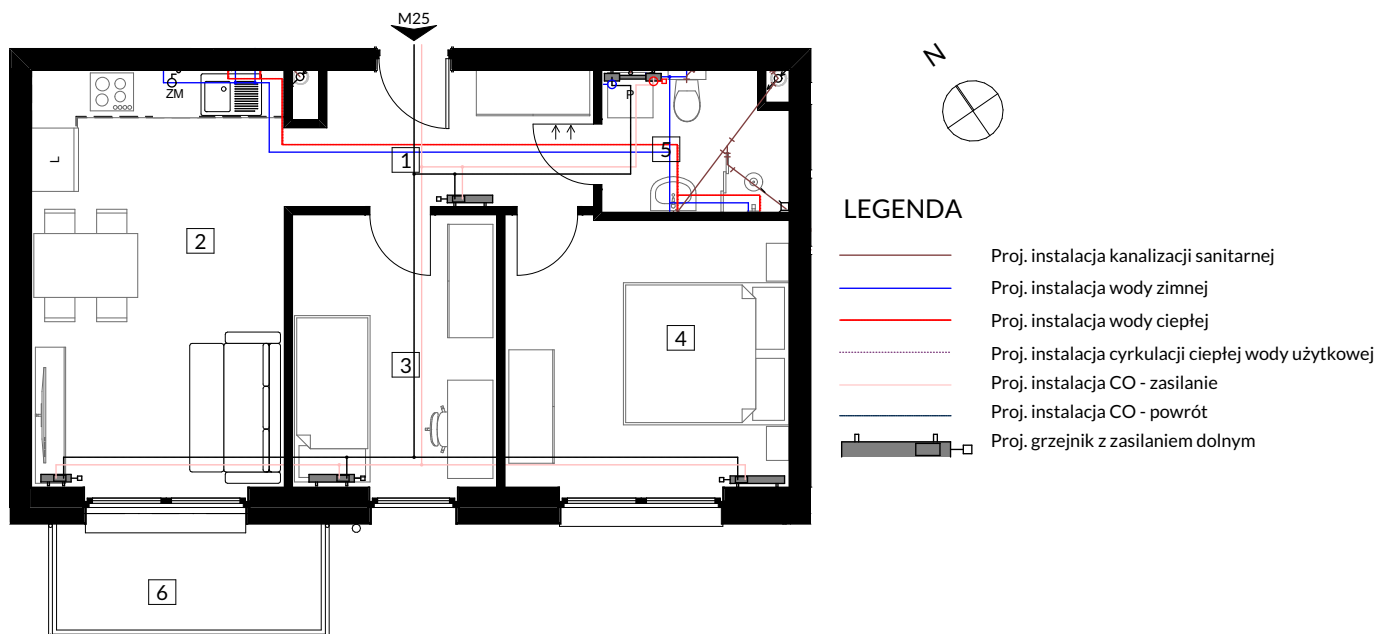 M25
N
ZM
P
L
1
5
2
3
4
6
LEGENDA
Proj. instalacja kanalizacji sanitarnej
Proj. instalacja wody zimnej
Proj. instalacja wody ciepłej
Proj. instalacja cyrkulacji ciepłej wody użytkowej
Proj. instalacja CO - zasilanie
Proj. instalacja CO - powrót
Proj. grzejnik z zasilaniem dolnym